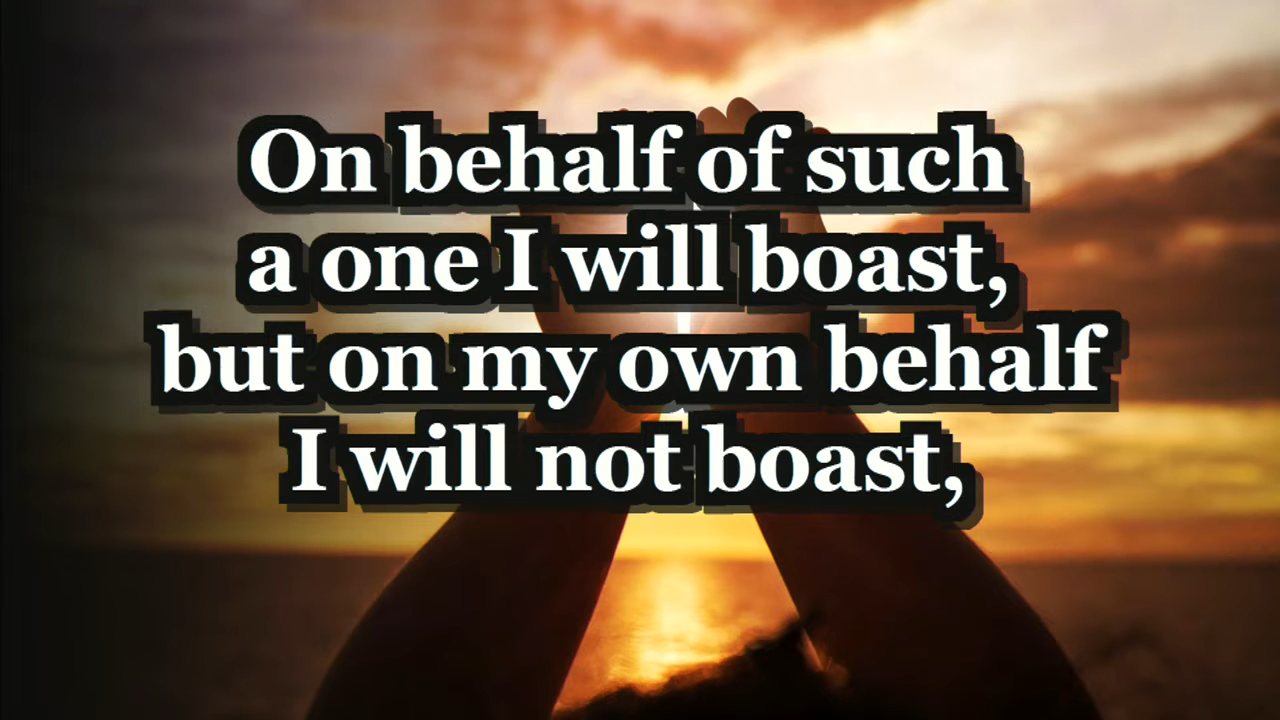 On behalf of such
a one I will boast,
but on my own behalf
I will not boast,